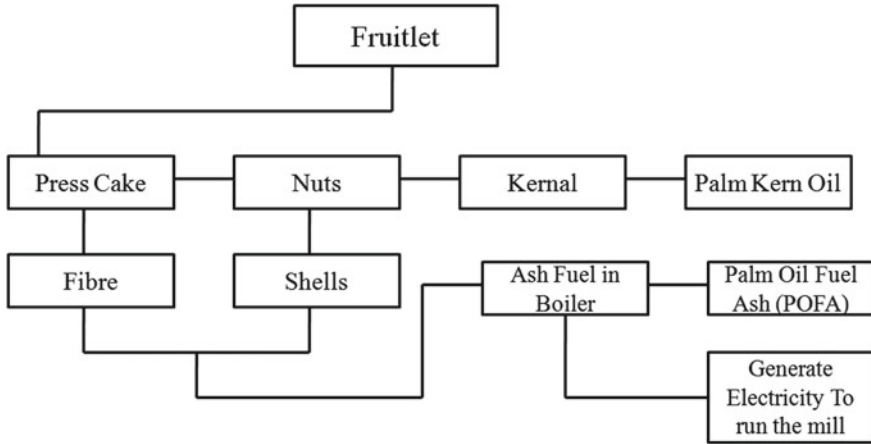 Fruitlet
Press Cake
Nuts
Kernal
Palm Kern Oil
Fibre
Shells
Ash Fuel in
Boiler
Palm Oil Fuel
Ash (POFA)
Generate
Electricity To
run the mill